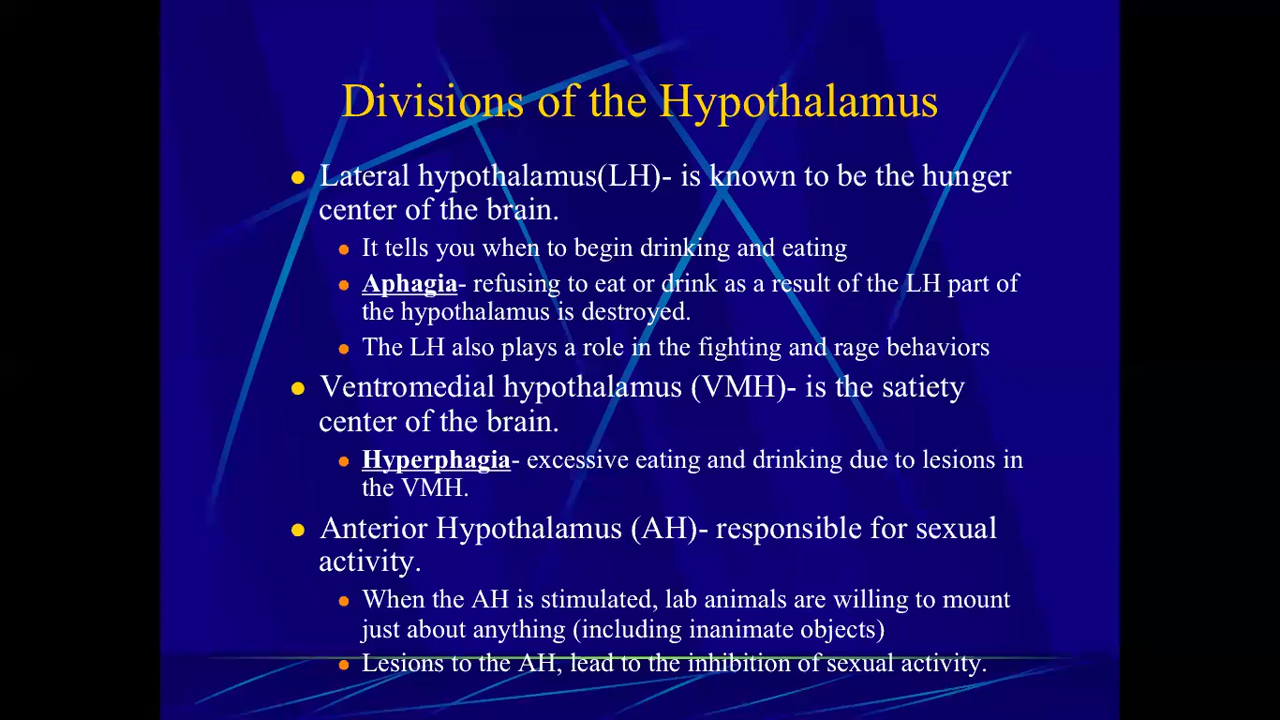 Divisions of the Hypothalamus
Lateral hypothalamus(LH)- is known to be the hunger
center of the brain.
It tells you when to begin drinking and eating
Aphagia- refusing to eat or drink as a result of the LH part of
the hypothalamus is destroyed.
The LH also plays a role in the fighting and rage behaviors
Ventromedial hypothalamus (VMH)- is the satiety
center of the brain.
Hyperphagia- excessive eating and drinking due to lesions in
the VMH.
Anterior Hypothalamus (AH)- responsible for sexual
activity.
When the AH is stimulated, lab animals are willing to mount
just about anything (including inanimate objects)
Lesions to the AH, lead to the inhibition of sexual activity.